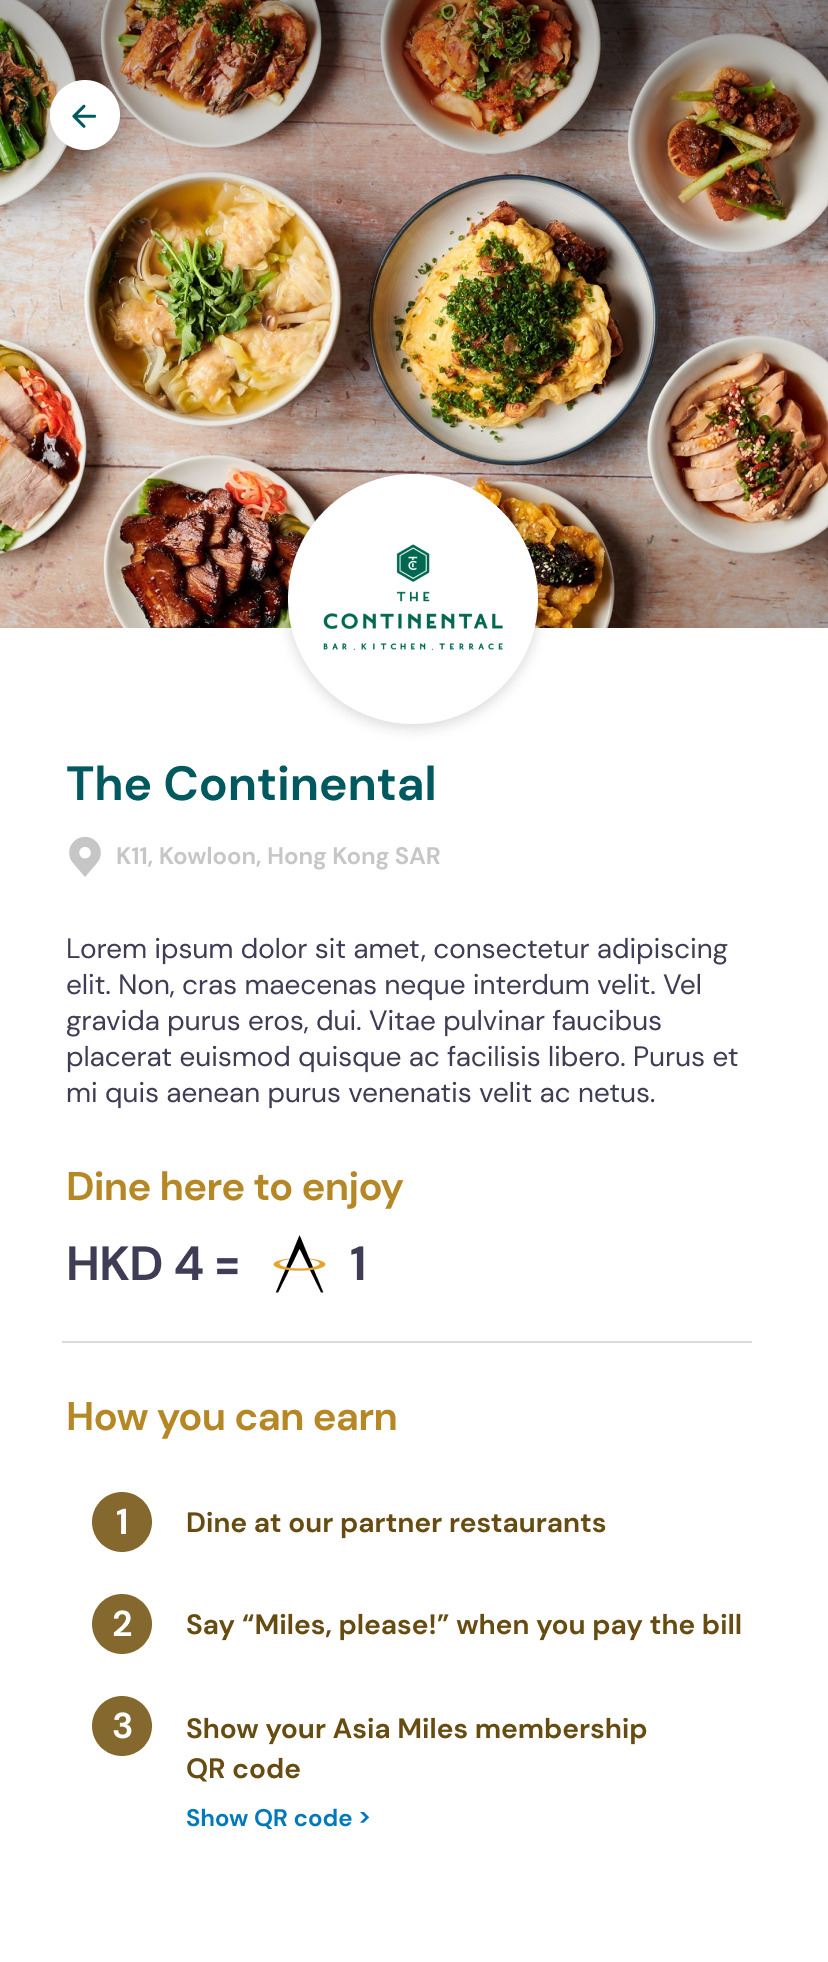 TC
THE
CONTINENTAL
BAR.KITCHEN.TERRACE
The Continental
K11, Kowloon, Hong Kong SAR
Lorem ipsum dolor sit amet, consectetur adipiscing
elit. Non, cras maecenas neque interdum velit. Vel
gravida purus eros, dui. Vitae pulvinar faucibus
placerat euismod quisque ac facilisis libero. Purus et
mi quis aenean purus venenatis velit ac netus.
Dine here to enjoy
HKD 4 = 1
How you can earn
1 Dine at our partner restaurants
2 Say “Miles, please!” when you pay the bill
3 Show your Asia Miles membership
QR code
Show QR code >